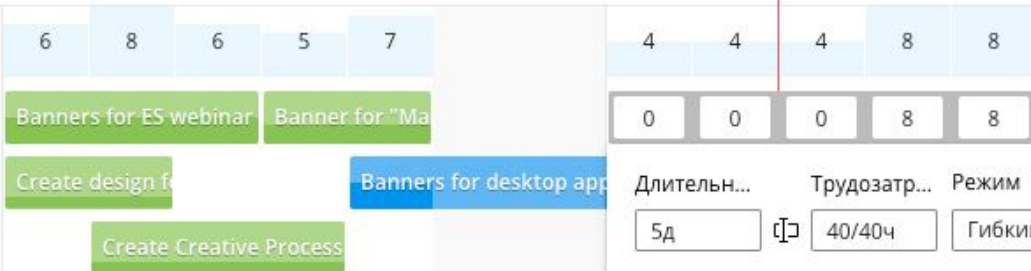 6 8 6 5 7 4 4 4 8 8
Banners for ES webinar Banner for "Ma 0 0 0 8 8
Create design fo Banners for desktop app Длительн... Трудозатр... Режим
5д 40/40ч Гибки
Create Creative Process